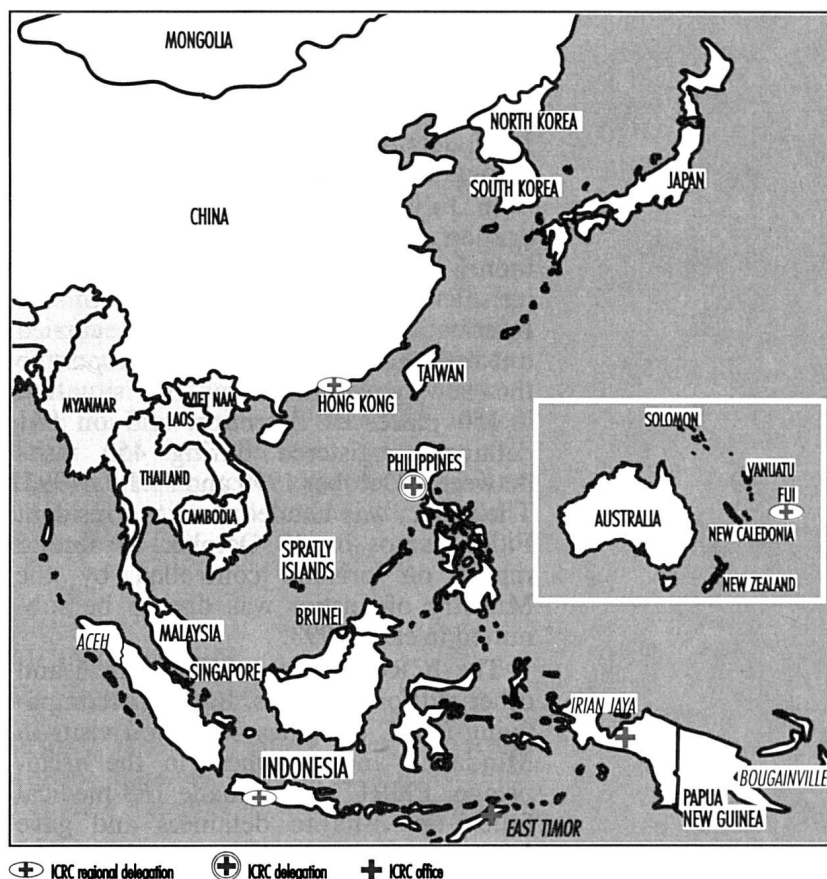 MONGOLIA
NORTH KOREA
JAPAN
SOUTH KOREA
CHINA
TAIWAN
MYANMAR
VIET NAM
LAOS
HONG KONG
THAILAND
CAMBODIA
PHILIPPINES
SPRATLY
ISLANDS
BRUNEI
MALAYSIA
ACEH
SINGAPORE
INDONESIA
IRIAN JAYA
BOUGAINVILLE
PAPUA
NEW GUINEA
EAST TIMOR
SOLOMON
VANUATU
FIJI
AUSTRALIA
NEW CALEDONIA
NEW ZEALAND
ICRC regional delegation ICRC delegation ICRC office